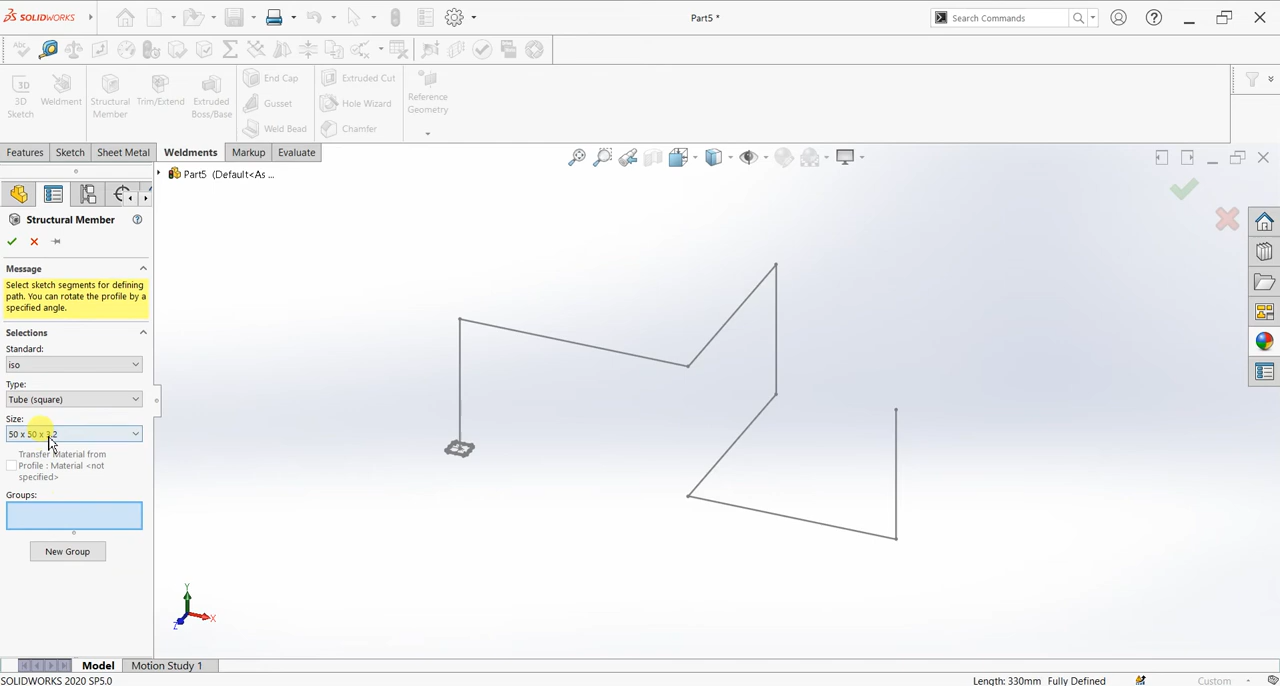 SOLIDWORKS
Part5 *
Search Commands
3D
Sketch
Weldment
Structural
Member
Trim/Extend
Extruded
Boss/Base
End Cap
Gusset
Weld Bead
Extruded Cut
Hole Wizard
Chamfer
Reference
Geometry
Features
Sketch
Sheet Metal
Weldments
Markup
Evaluate
Part5 (Default<As ...
Structural Member
Message
Select sketch segments for defining
path. You can rotate the profile by a
specified angle.
Selections
Standard:
iso
Type:
Tube (square)
Size:
50 x 50 x 3.2
Transfer Material from
Profile : Material <not
specified>
Groups:
New Group
Y
X
Z
Model
Motion Study 1
SOLIDWORKS 2020 SP5.0
Length: 330mm Fully Defined
Custom